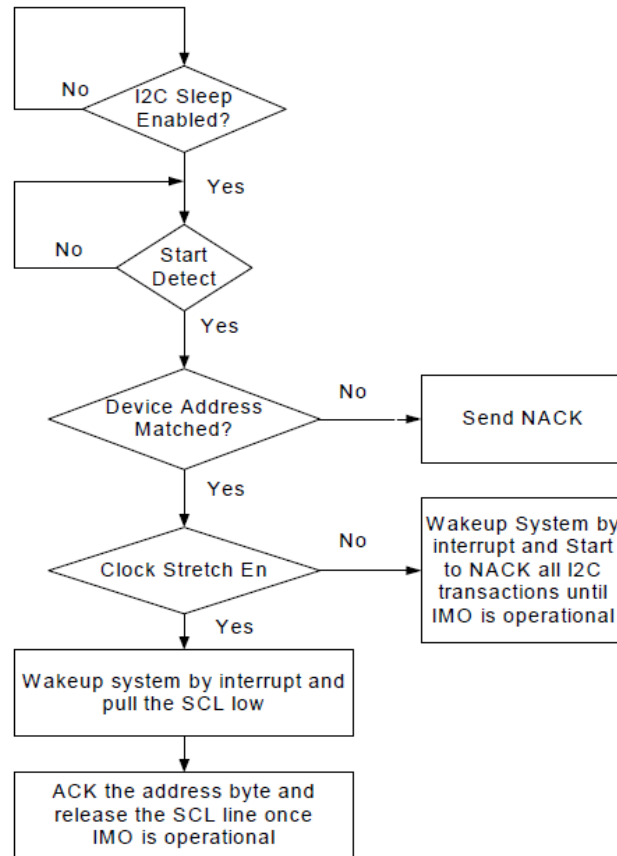 No
I2C Sleep
Enabled?
Yes
No
Start
Detect
Yes
Device Address
Matched?
No
Send NACK
Yes
Clock Stretch En
No
Wakeup System by
interrupt and Start
to NACK all I2C
transactions until
IMO is operational
Yes
Wakeup system by interrupt and
pull the SCL low
ACK the address byte and
release the SCL line once
IMO is operational